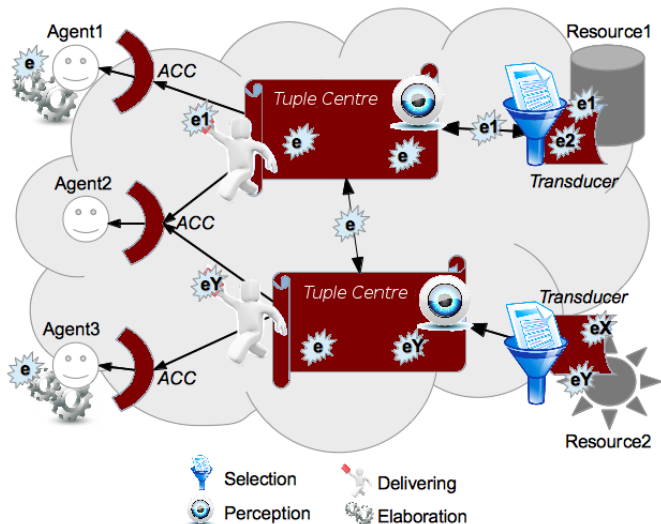 Agent1
Resource1
e
ACC
Tuple Centre
e1
e1
e1
e
e
e2
Transducer
Agent2
ACC
e
eY
Tuple Centre
Transducer
eX
Agent3
e
eY
e
ACC
eY
Resource2
Selection
Delivering
Perception
Elaboration